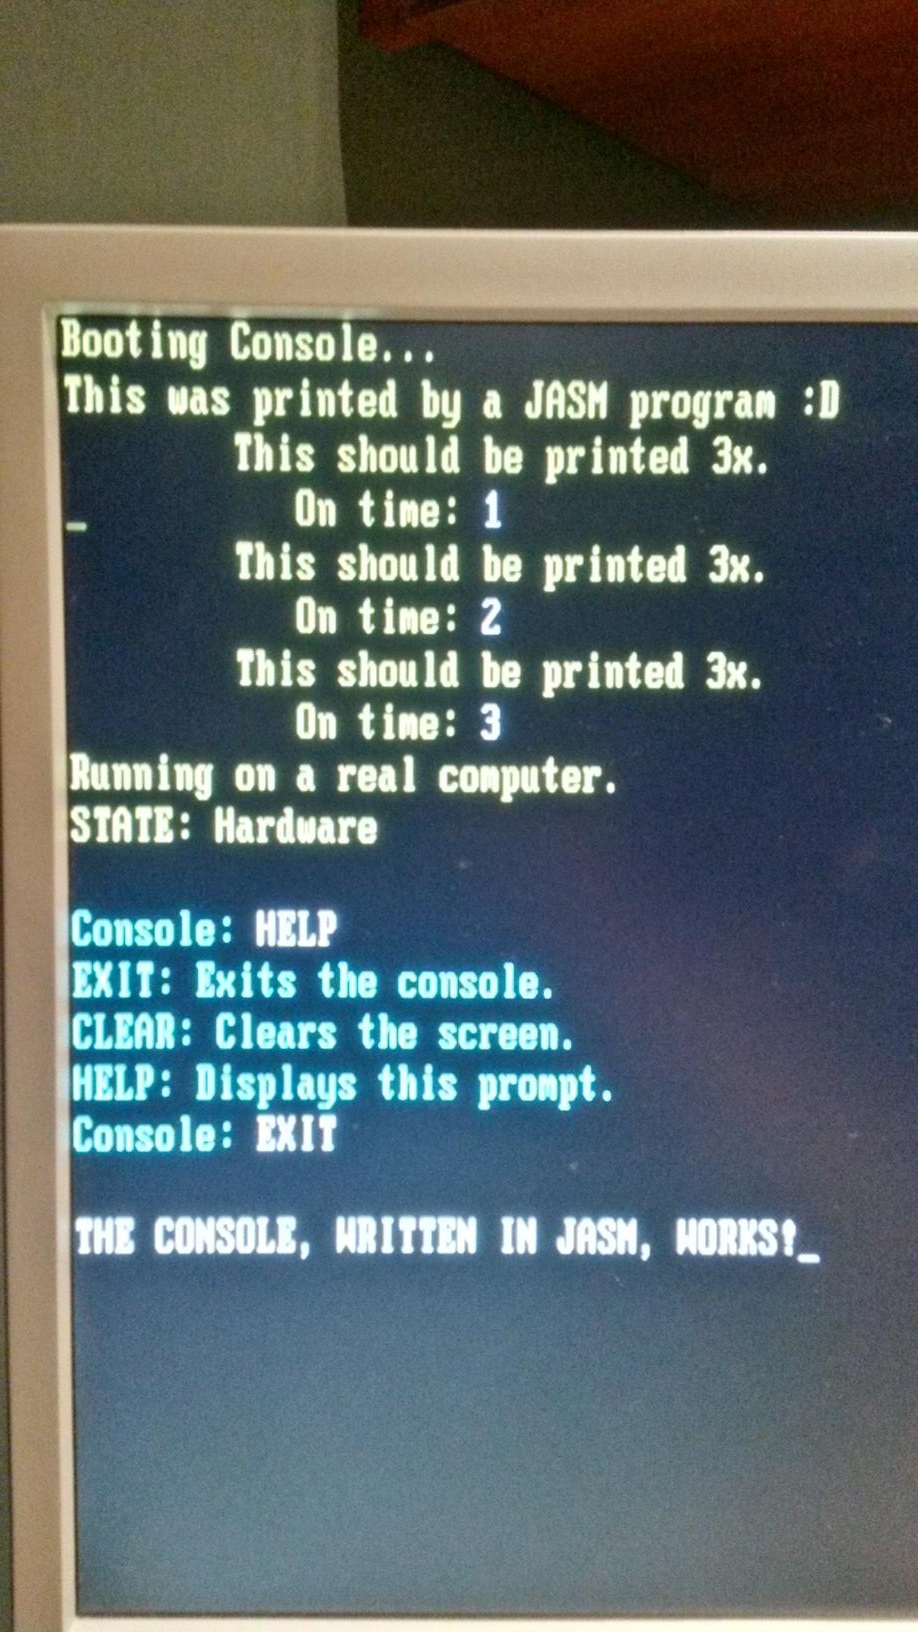 Booting Console...
This was printed by a JASM program :D
This should be printed 3x.
_ On time: 1
This should be printed 3x.
On time: 2
This should be printed 3x.
On time: 3
Running on a real computer.
STATE: Hardware
Console: HELP
EXIT: Exits the console.
CLEAR: Clears the screen.
HELP: Displays this prompt.
Console: EXIT
THE CONSOLE, WRITTEN IN JASM, WORKS!_